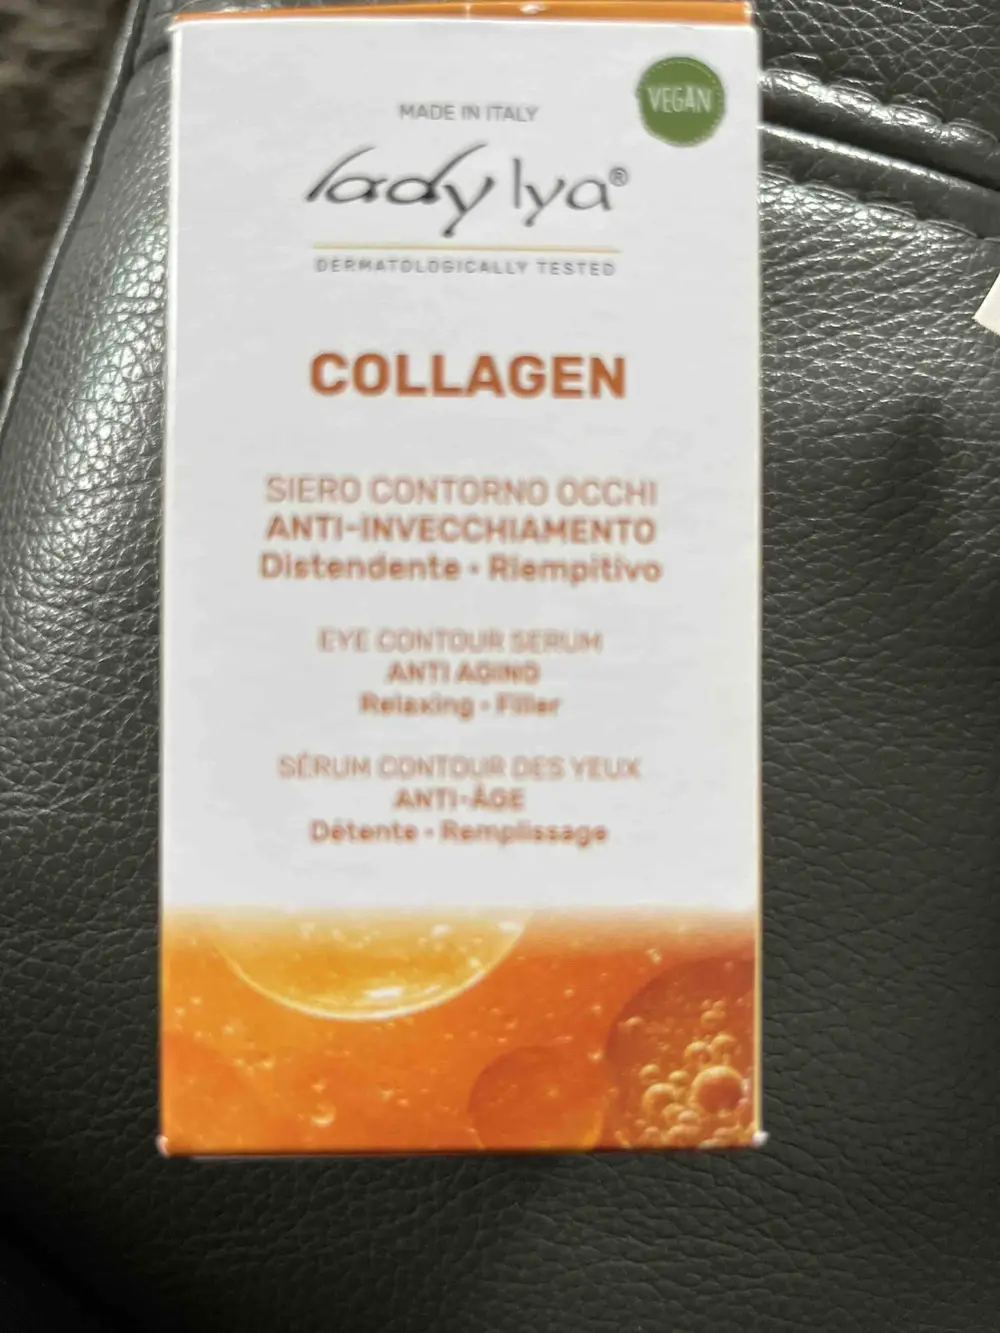 VEGAN
MADE IN ITALY
lady lya®
DERMATOLOGICALLY TESTED
COLLAGEN
SIERO CONTORNO OCCHI
ANTI-INVECCHIAMENTO
Distendente • Riempitivo
EYE CONTOUR SERUM
ANTI AGING
Relaxing • Filler
SÉRUM CONTOUR DES YEUX
ANTI-ÂGE
Détente • Remplissage